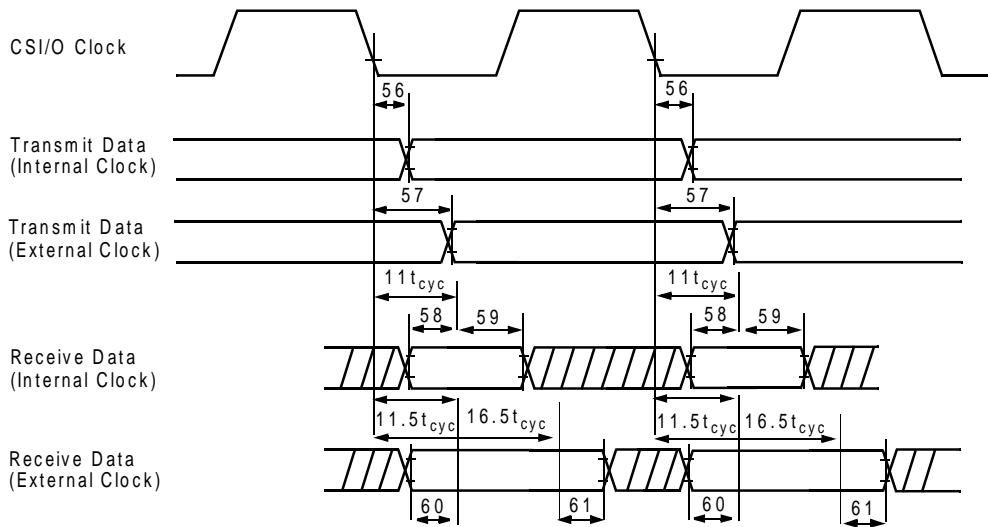 CSI/O Clock
56 56
Transmit Data
(Internal Clock)
57 57
Transmit Data
(External Clock)
11tcyc 11tcyc
58 59 58 59
Receive Data
(Internal Clock)
11.5tcyc 16.5tcyc 11.5tcyc 16.5tcyc
Receive Data
(External Clock)
60 61 60 61